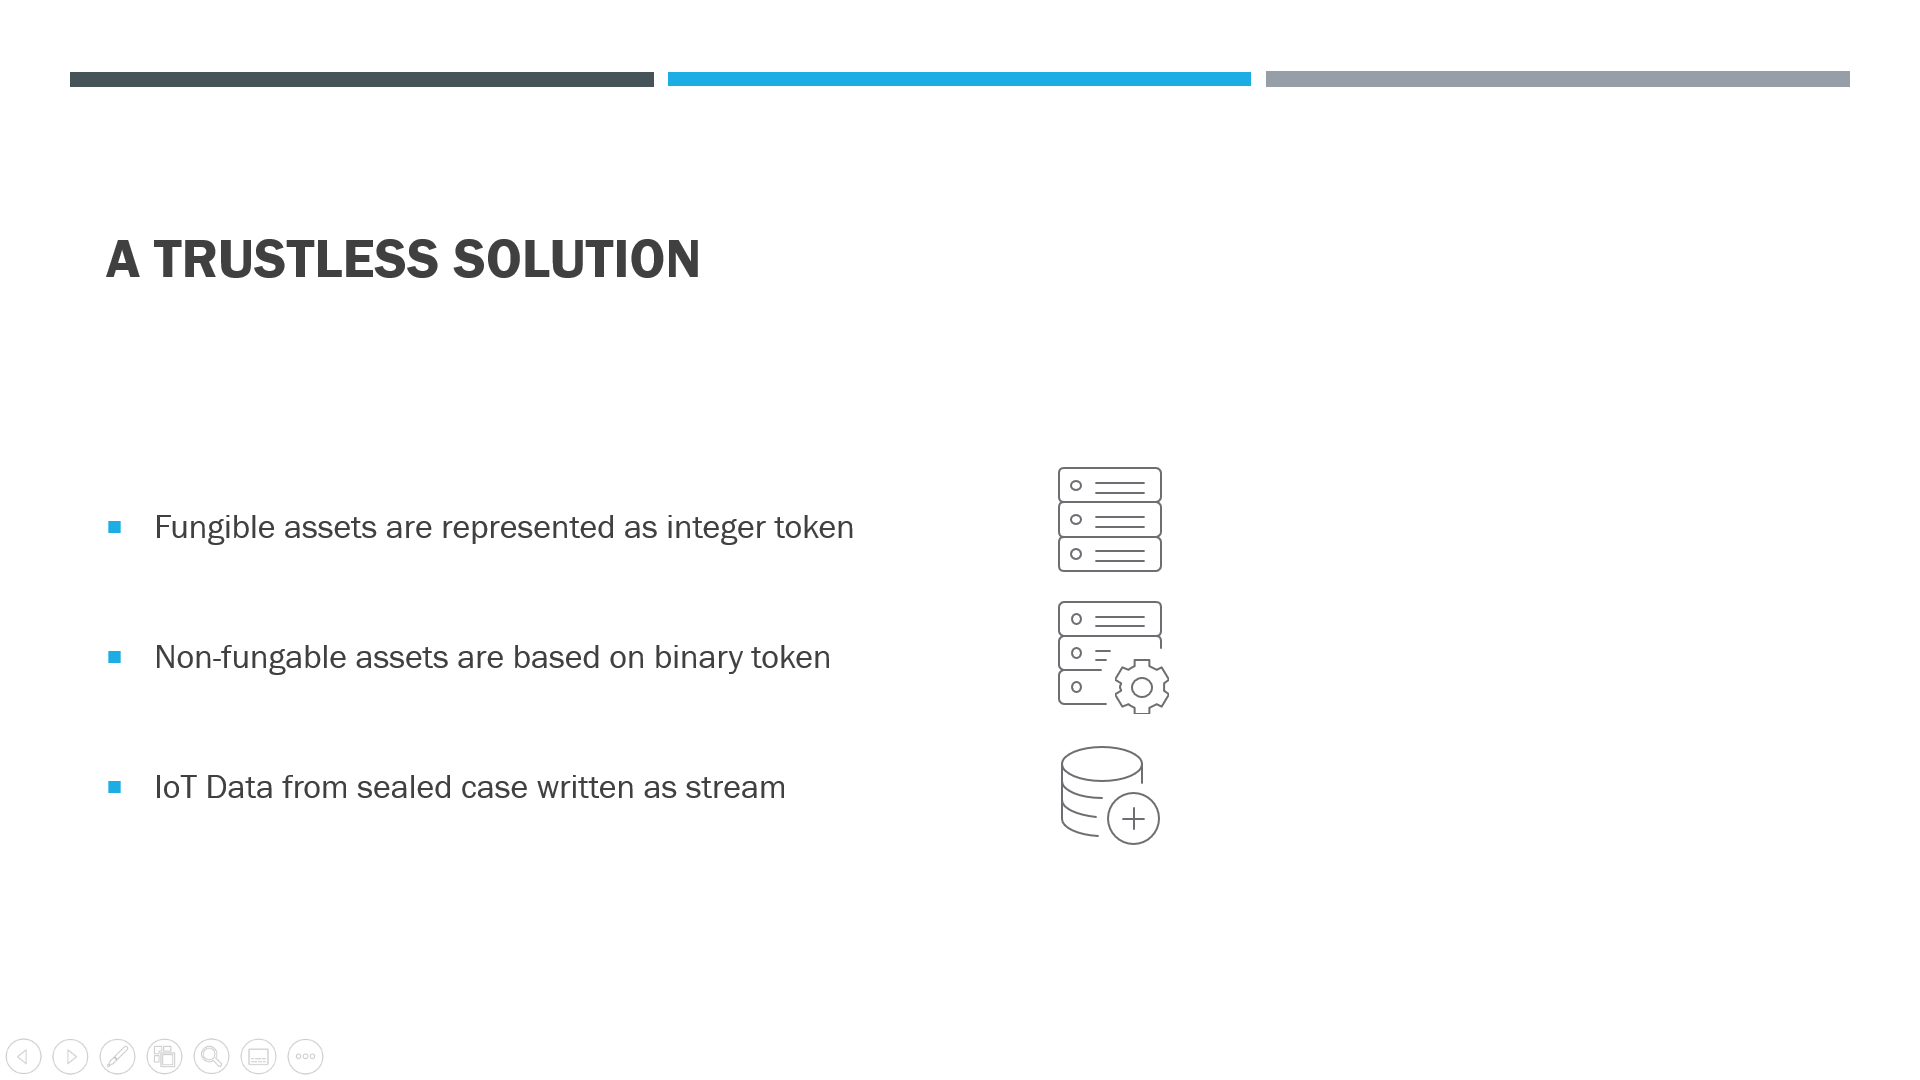 A TRUSTLESS SOLUTION
Fungible assets are represented as integer token
Non-fungable assets are based on binary token
IoT Data from sealed case written as stream